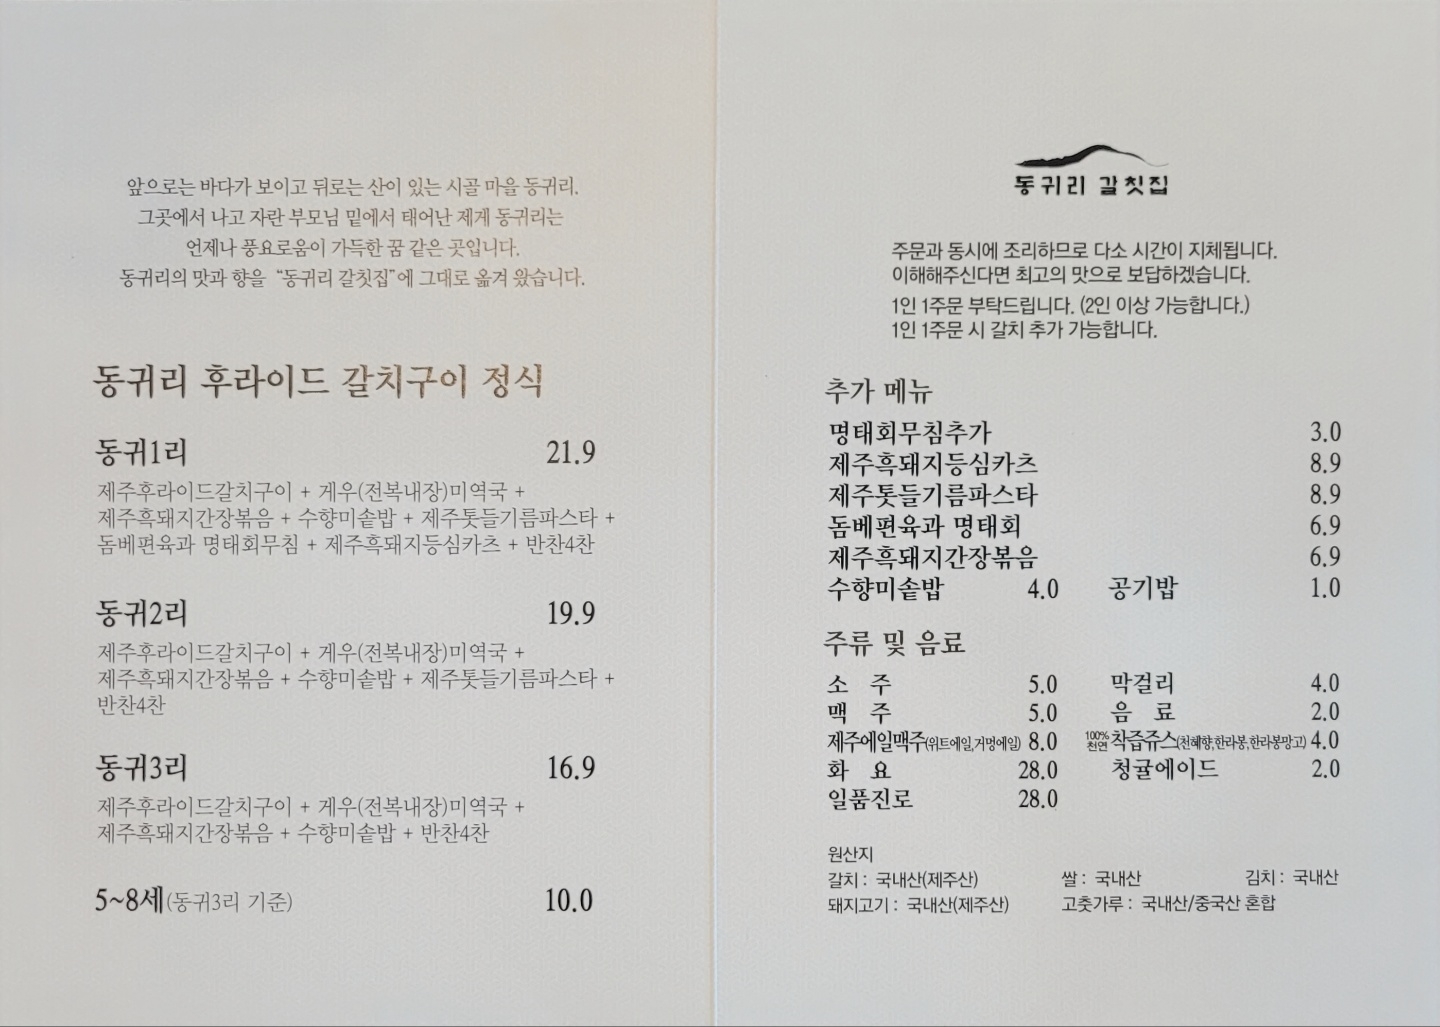 앞으로는 바다가 보이고 뒤로는 산이 있는 시골 마을 동귀리.
그곳에서 나고 자란 부모님 밑에서 태어난 제게 동귀리는
언제나 풍요로움이 가득한 꿈 같은 곳입니다.
동귀리의 맛과 향을 “동귀리 갈칫집”에 그대로 옮겨 왔습니다.
동귀리 후라이드 갈치구이 정식
동귀1리 21.9
제주후라이드갈치구이 + 게우(전복내장)미역국 +
제주흑돼지간장볶음 + 수향미솥밥 + 제주톳들기름파스타 +
돔베편육과 명태회무침 + 제주흑돼지등심카츠 + 반찬4찬
동귀2리 19.9
제주후라이드갈치구이 + 게우(전복내장)미역국 +
제주흑돼지간장볶음 + 수향미솥밥 + 제주톳들기름파스타 +
반찬4찬
동귀3리 16.9
제주후라이드갈치구이 + 게우(전복내장)미역국 +
제주흑돼지간장볶음 + 수향미솥밥 + 반찬4찬
5~8세(동귀3리 기준) 10.0
동귀리 갈칫집
주문과 동시에 조리하므로 다소 시간이 지체됩니다.
이해해주신다면 최고의 맛으로 보답하겠습니다.
1인 1주문 부탁드립니다. (2인 이상 가능합니다.)
1인 1주문 시 갈치 추가 가능합니다.
추가 메뉴
명태회무침추가 3.0
제주흑돼지등심카츠 8.9
제주톳들기름파스타 8.9
돔베편육과 명태회 6.9
제주흑돼지간장볶음 6.9
수향미솥밥 4.0 공기밥 1.0
주류 및 음료
소 주 5.0 막걸리 4.0
맥 주 5.0 음 료 2.0
제주에일맥주(위트에일,거멍에일) 8.0 100% 천연 착즙쥬스(천혜향,한라봉,한라봉망고) 4.0
화 요 28.0 청귤에이드 2.0
일품진로 28.0
원산지
갈치 : 국내산(제주산) 쌀 : 국내산 김치 : 국내산
돼지고기 : 국내산(제주산) 고춧가루 : 국내산/중국산 혼합